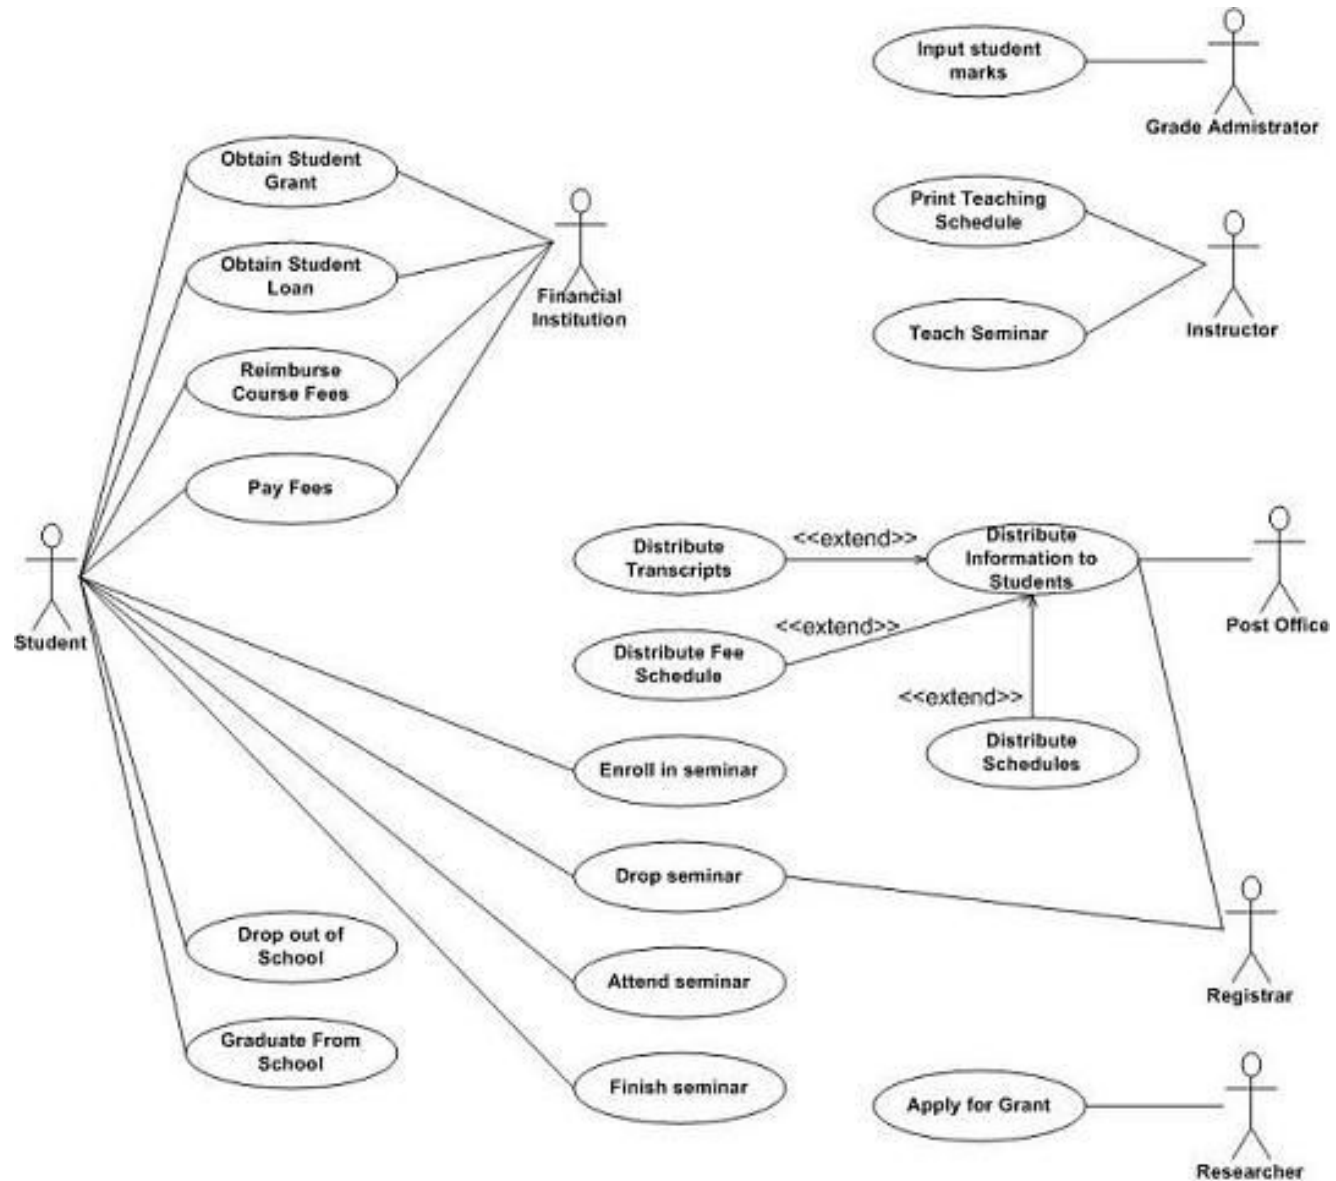 Input student
marks
Grade Admistrator
Obtain Student
Grant
Print Teaching
Schedule
Obtain Student
Loan
Financial
Institution
Teach Seminar
Instructor
Reimburse
Course Fees
Pay Fees
Student
Distribute
Transcripts
<<extend>>
Distribute
Information to
Students
Post Office
<<extend>>
Distribute Fee
Schedule
<<extend>>
Distribute
Schedules
Enroll in seminar
Drop seminar
Drop out of
School
Attend seminar
Registrar
Graduate From
School
Finish seminar
Apply for Grant
Researcher